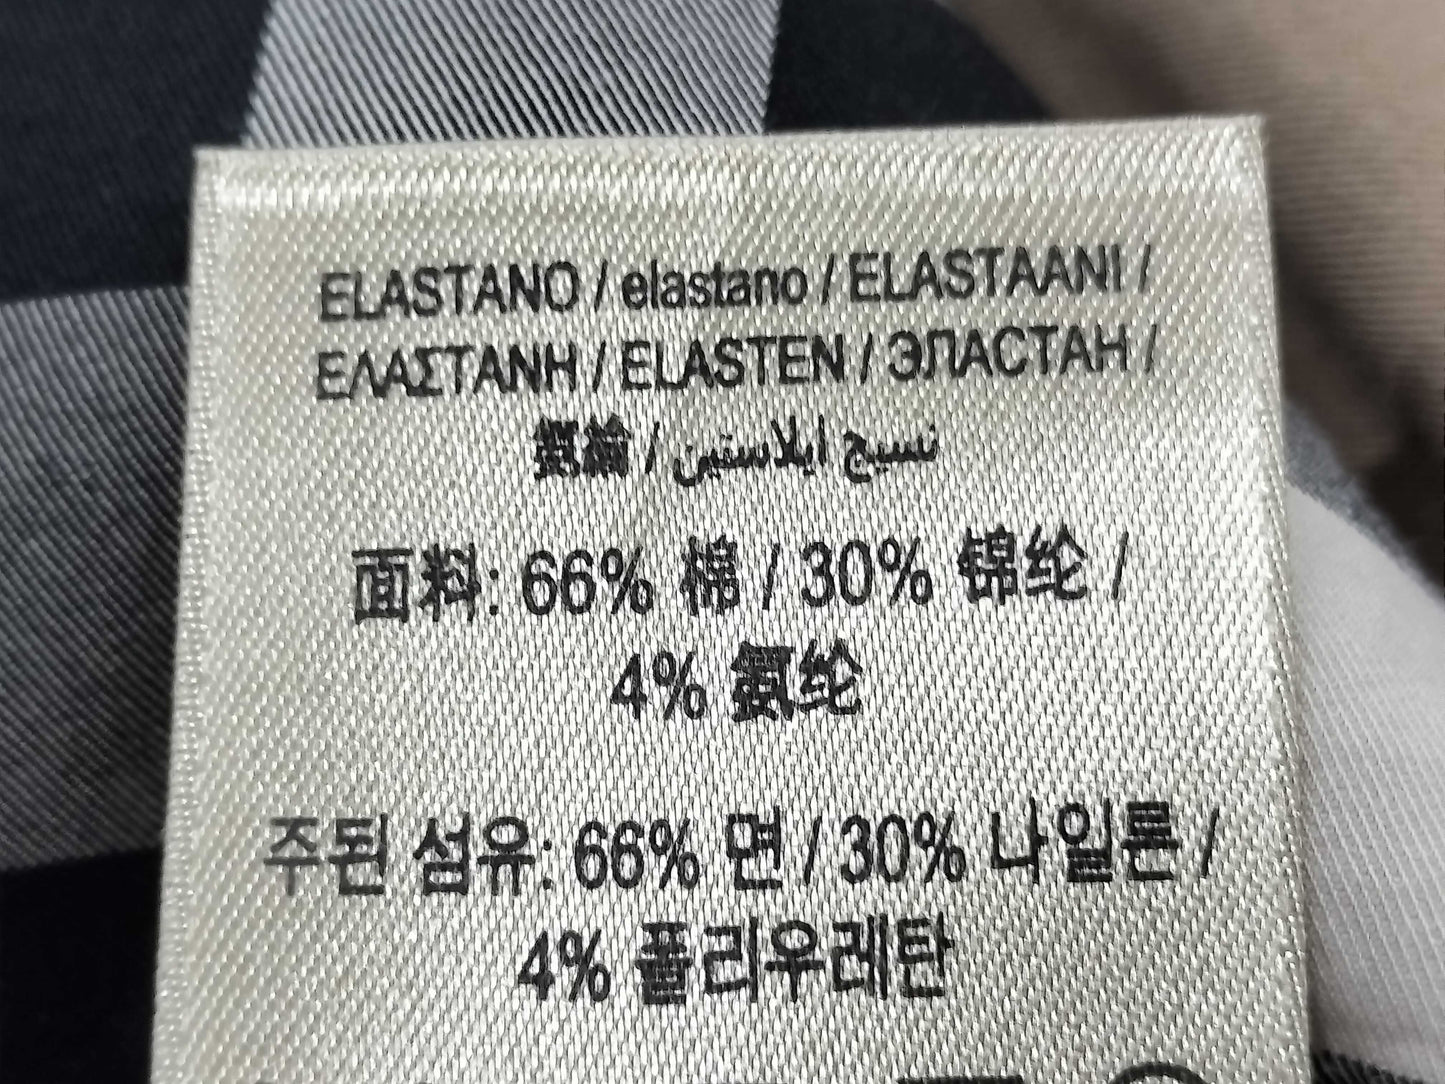 ELASTANO / elastano / ELASTAANI /
ΕΛΑΣΤΑΝΗ / ELASTEN / ЭЛАСТАН /
氨綸 / نسيج ايلاستين
面料: 66% 棉 / 30% 锦纶 /
4% 氨纶
주된 섬유: 66% 면 / 30% 나일론 /
4% 폴리우레탄